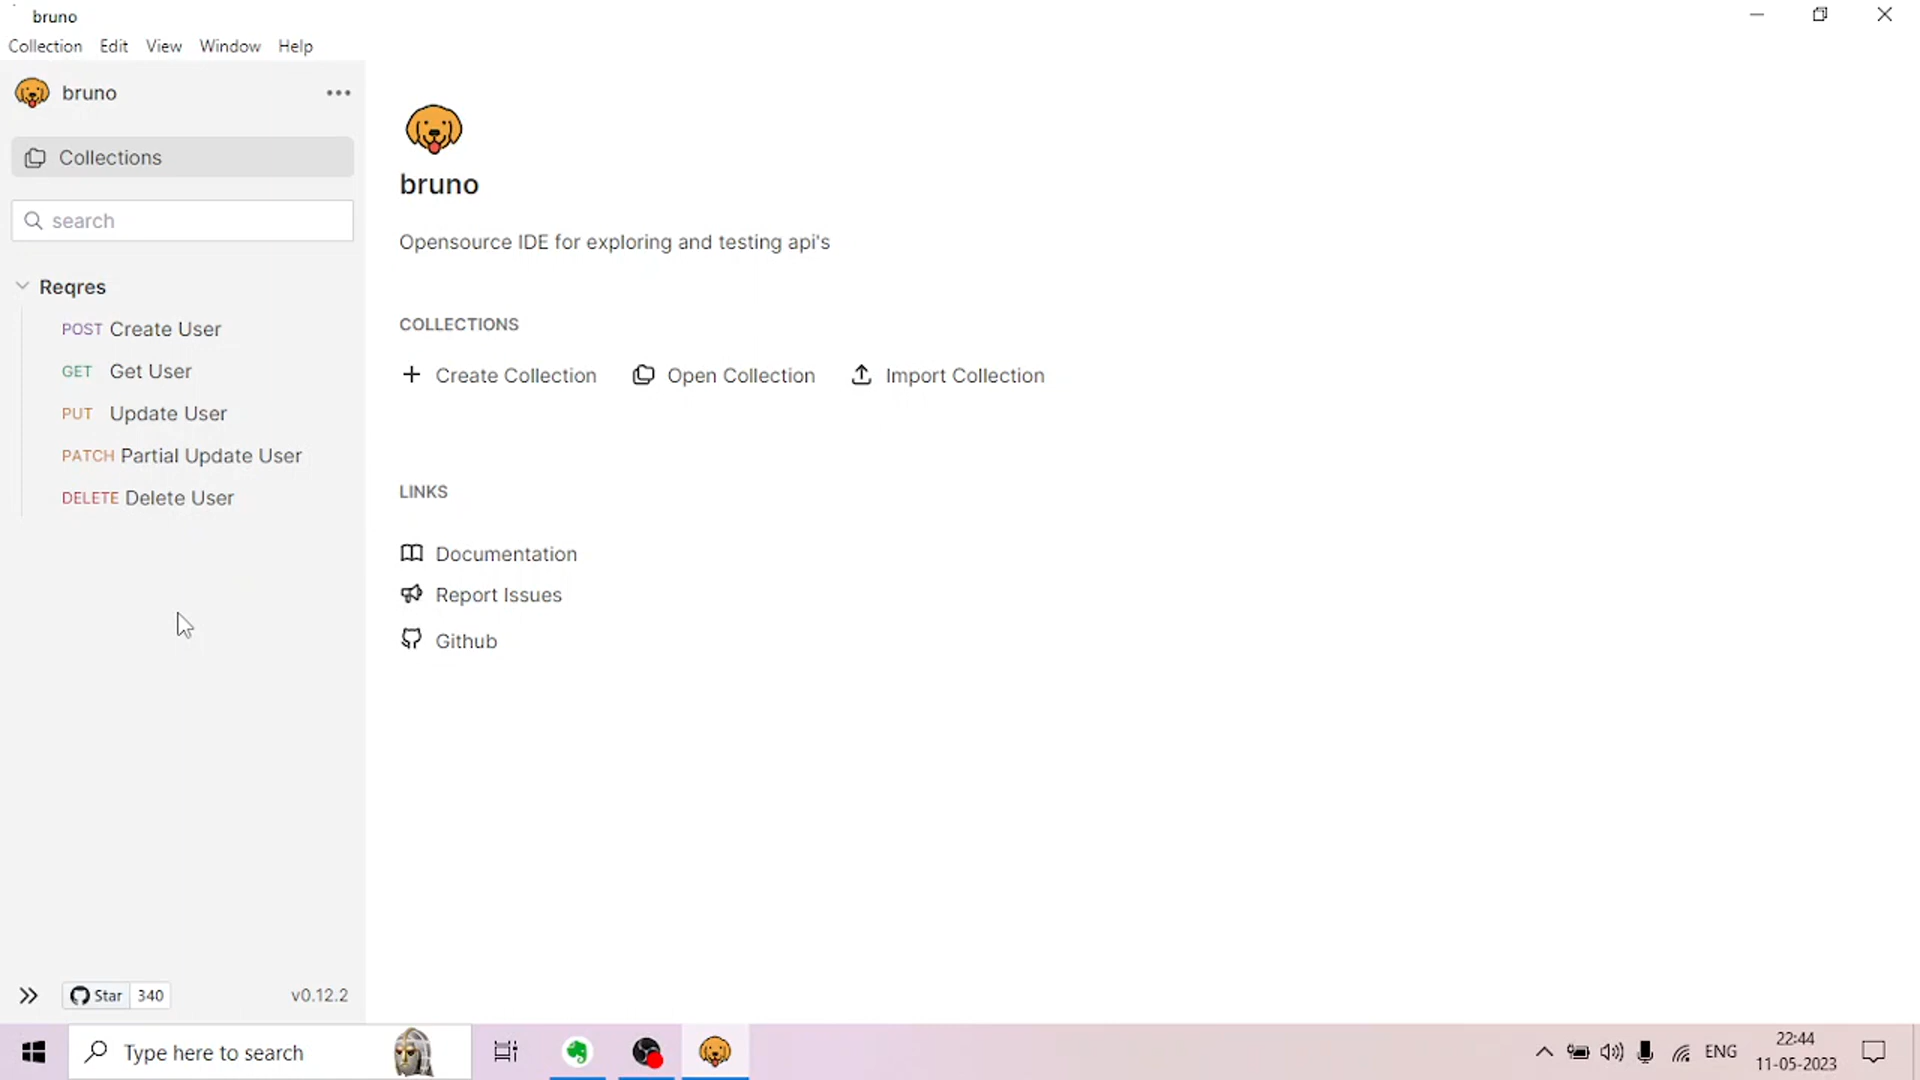 bruno
Collection Edit View Window Help
bruno
Collections
search
Reqres
POST Create User
GET Get User
PUT Update User
PATCH Partial Update User
DELETE Delete User
bruno
Opensource IDE for exploring and testing api's
COLLECTIONS
Create Collection Open Collection Import Collection
LINKS
Documentation
Report Issues
Github
Star 340 v0.12.2
Type here to search
ENG
22:44
11-05-2023